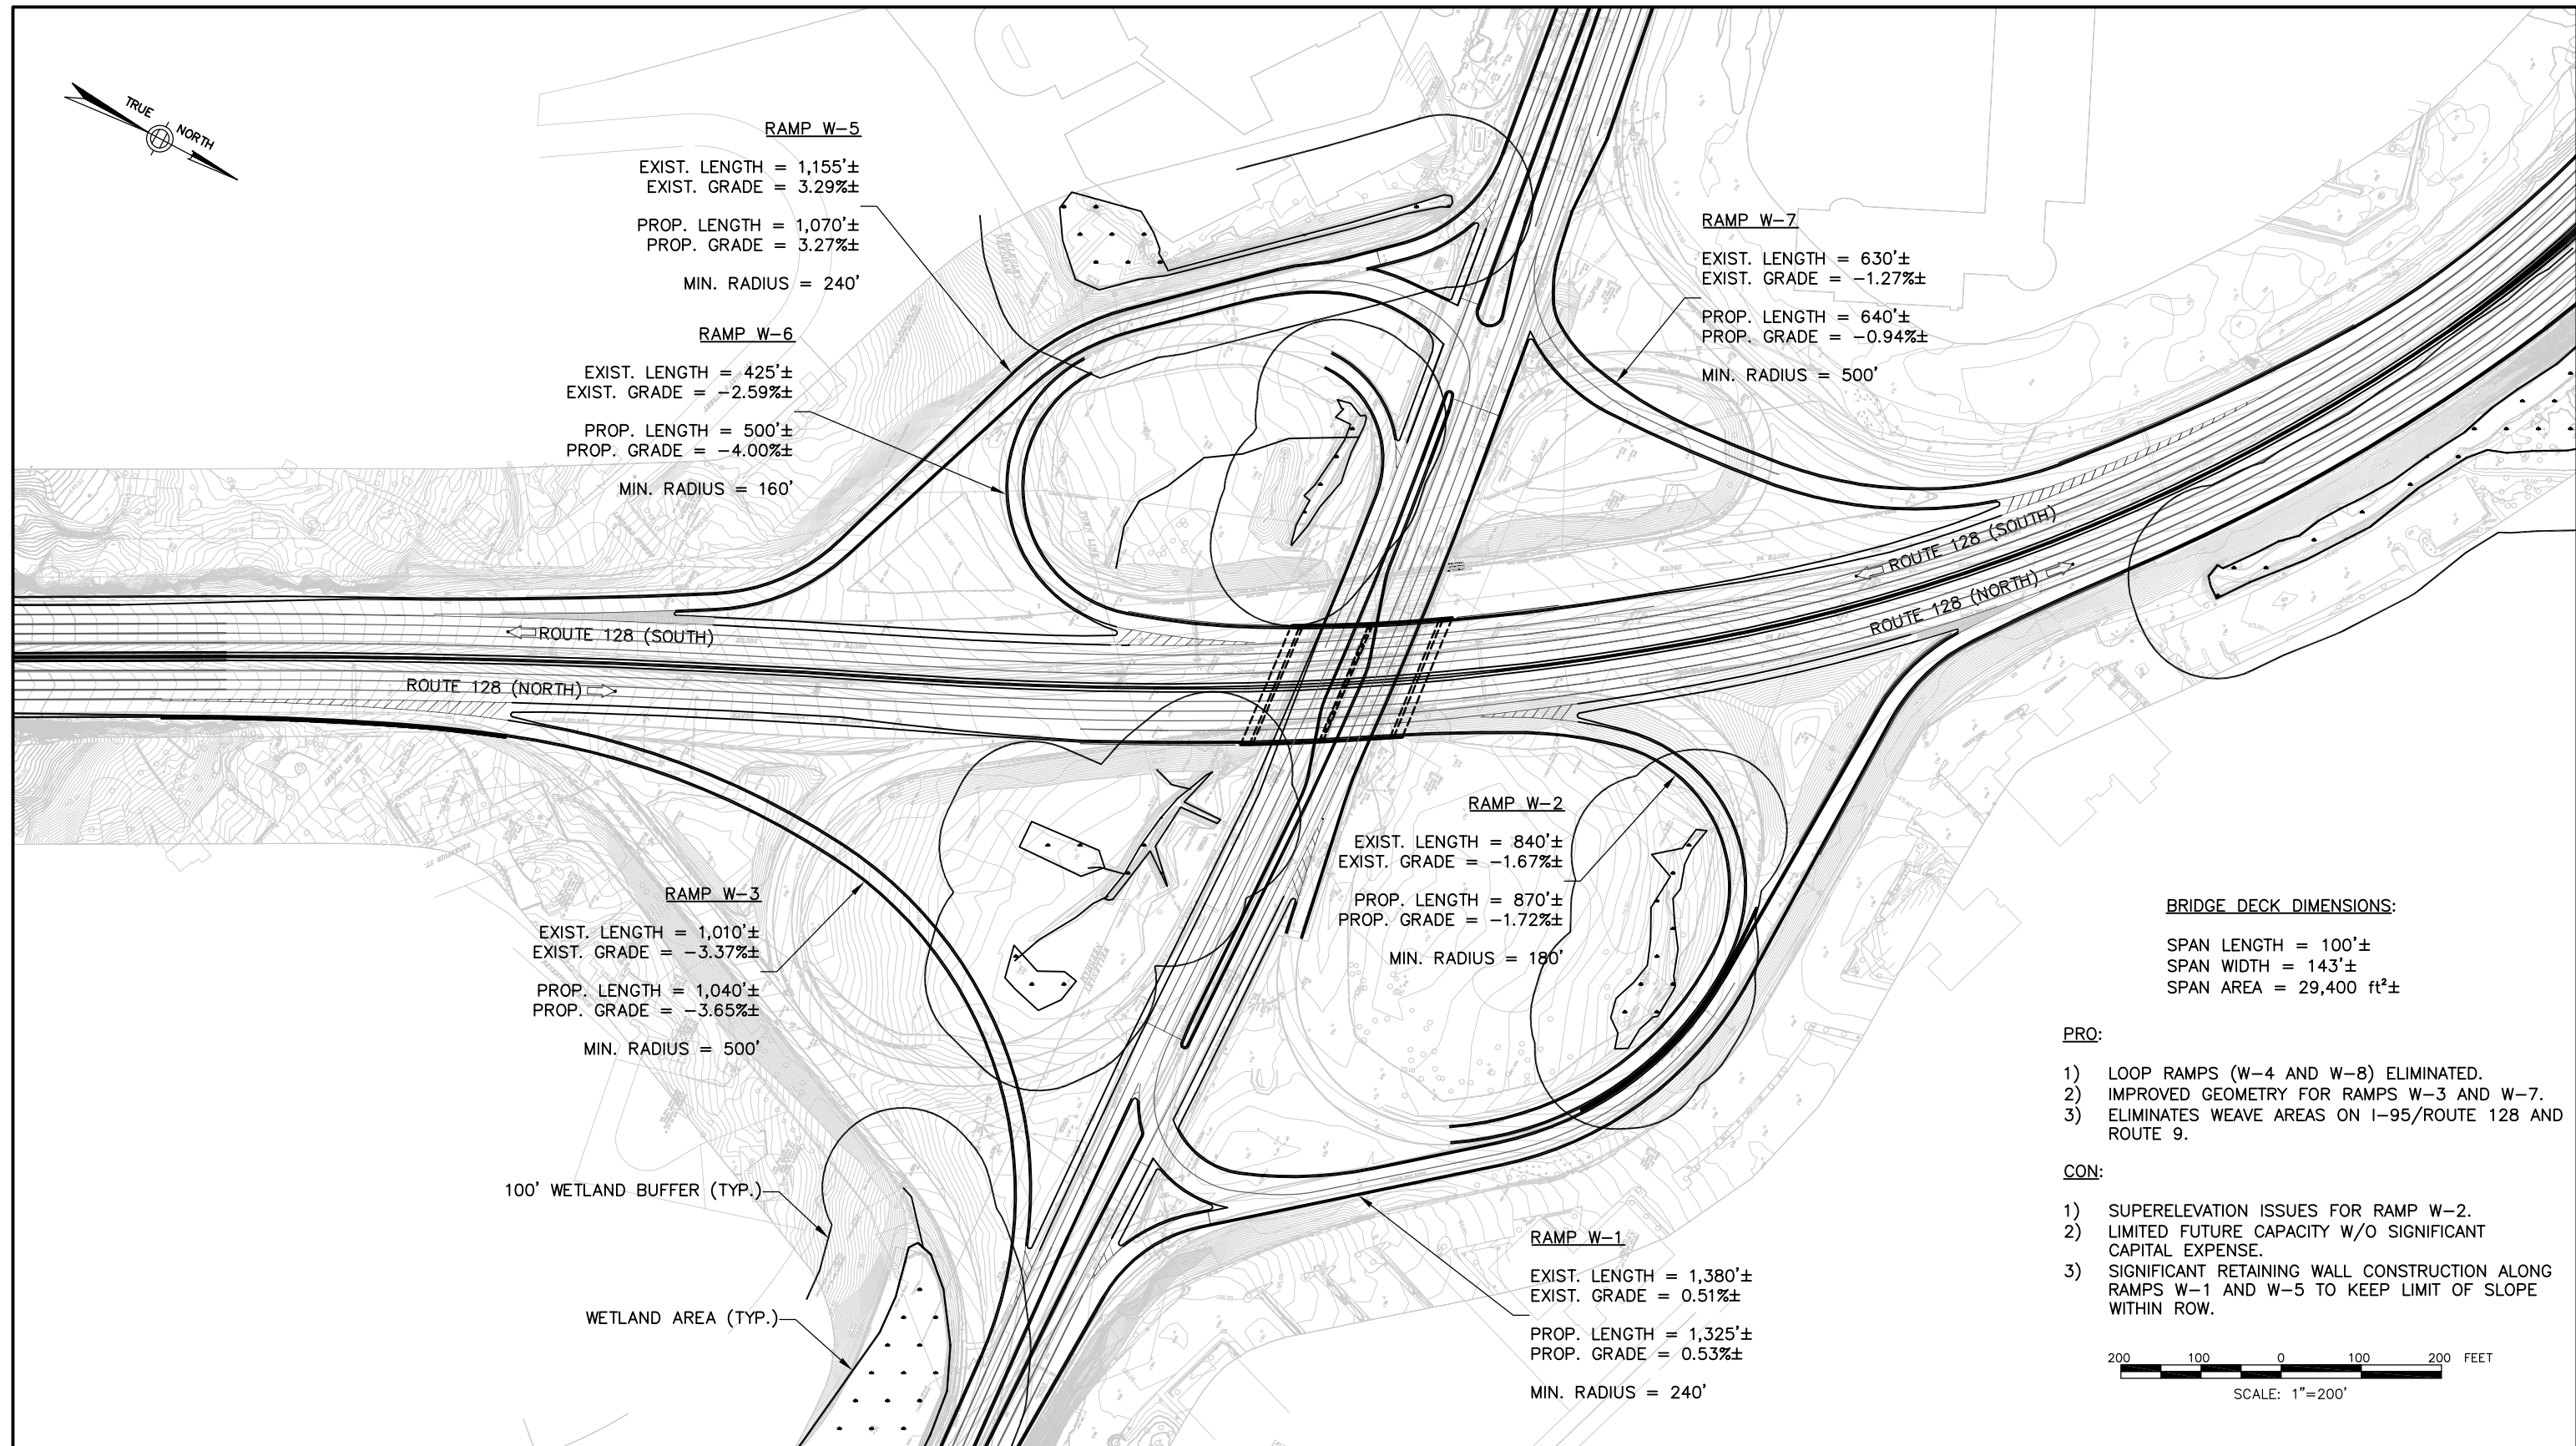 TRUE NORTH
RAMP W-5
EXIST. LENGTH = 1,155'±
EXIST. GRADE = 3.29%±
PROP. LENGTH = 1,070'±
PROP. GRADE = 3.27%±
MIN. RADIUS = 240'
RAMP W-6
EXIST. LENGTH = 425'±
EXIST. GRADE = -2.59%±
PROP. LENGTH = 500'±
PROP. GRADE = -4.00%±
MIN. RADIUS = 160'
RAMP W-7
EXIST. LENGTH = 630'±
EXIST. GRADE = -1.27%±
PROP. LENGTH = 640'±
PROP. GRADE = -0.94%±
MIN. RADIUS = 500'
ROUTE 128 (SOUTH)
ROUTE 128 (NORTH)
ROUTE 128 (SOUTH)
ROUTE 128 (NORTH)
RAMP W-2
EXIST. LENGTH = 840'±
EXIST. GRADE = -1.67%±
PROP. LENGTH = 870'±
PROP. GRADE = -1.72%±
MIN. RADIUS = 180'
RAMP W-3
EXIST. LENGTH = 1,010'±
EXIST. GRADE = -3.37%±
PROP. LENGTH = 1,040'±
PROP. GRADE = -3.65%±
MIN. RADIUS = 500'
100' WETLAND BUFFER (TYP.)
WETLAND AREA (TYP.)
RAMP W-1
EXIST. LENGTH = 1,380'±
EXIST. GRADE = 0.51%±
PROP. LENGTH = 1,325'±
PROP. GRADE = 0.53%±
MIN. RADIUS = 240'
BRIDGE DECK DIMENSIONS:
SPAN LENGTH = 100'±
SPAN WIDTH = 143'±
SPAN AREA = 29,400 ft²±
PRO:
1) LOOP RAMPS (W-4 AND W-8) ELIMINATED.
2) IMPROVED GEOMETRY FOR RAMPS W-3 AND W-7.
3) ELIMINATES WEAVE AREAS ON I-95/ROUTE 128 AND
ROUTE 9.
CON:
1) SUPERELEVATION ISSUES FOR RAMP W-2.
2) LIMITED FUTURE CAPACITY W/O SIGNIFICANT
CAPITAL EXPENSE.
3) SIGNIFICANT RETAINING WALL CONSTRUCTION ALONG
RAMPS W-1 AND W-5 TO KEEP LIMIT OF SLOPE
WITHIN ROW.
200 100 0 100 200 FEET
SCALE: 1"=200'